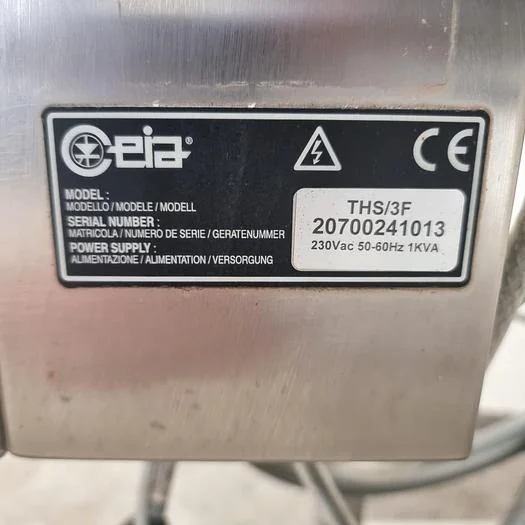 ceia®
CE
MODEL :
MODELLO / MODELE / MODELL
SERIAL NUMBER :
MATRICOLA / NUMERO DE SERIE / GERATENUMMER
POWER SUPPLY :
ALIMENTAZIONE / ALIMENTATION / VERSORGUNG
THS/3F
20700241013
230Vac 50-60Hz 1KVA